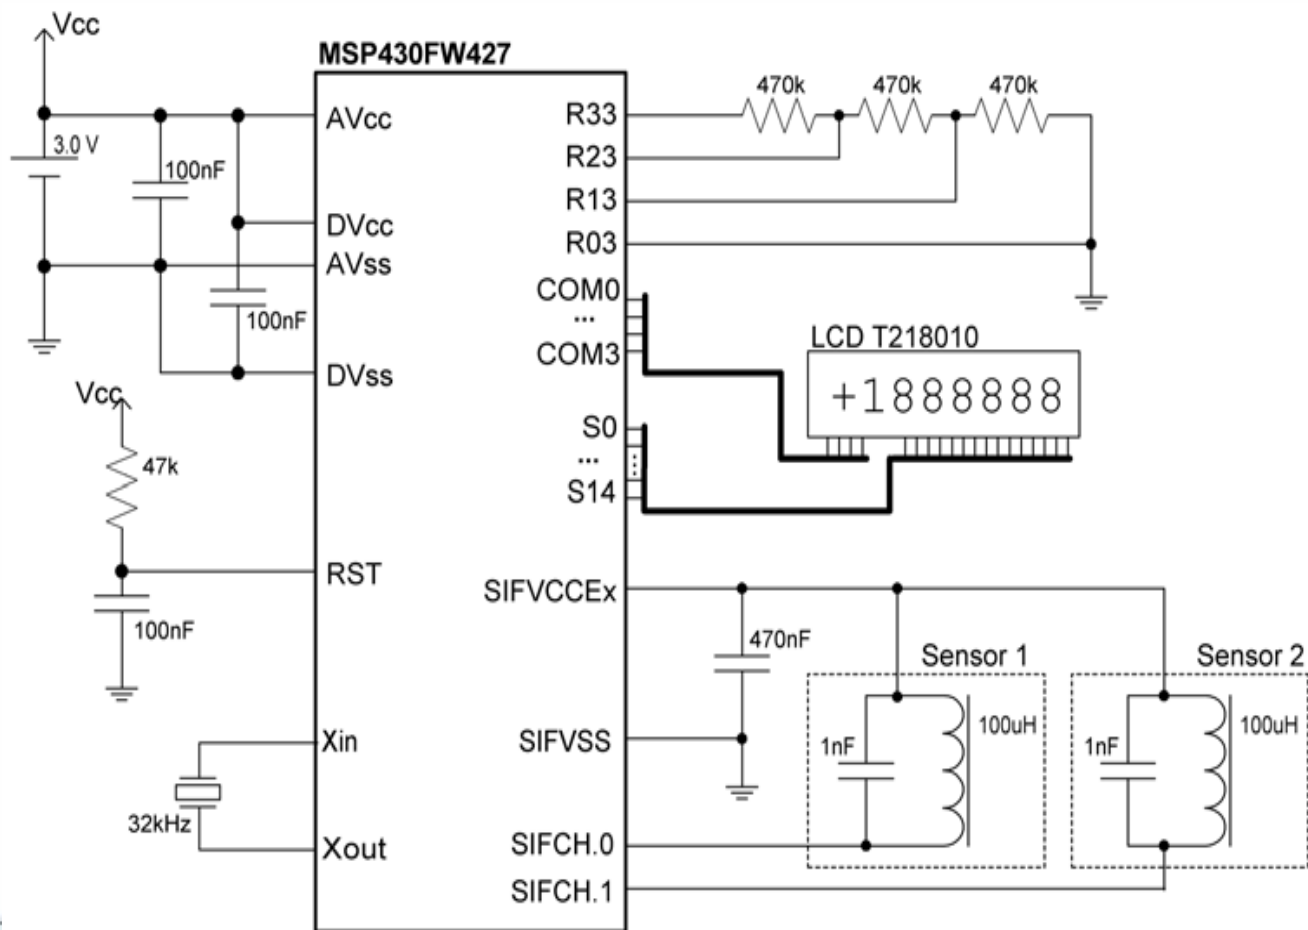 Vcc
MSP430FW427
AVcc
3.0 V
100nF
DVcc
AVss
100nF
DVss
Vcc
47k
RST
100nF
Xin
32kHz
Xout
R33
470k
470k
470k
R23
R13
R03
COM0
...
COM3
LCD T218010
+1888888
S0
...
S14
SIFVCCEx
470nF
SIFVSS
Sensor 1
1nF
100uH
Sensor 2
1nF
100uH
SIFCH.0
SIFCH.1